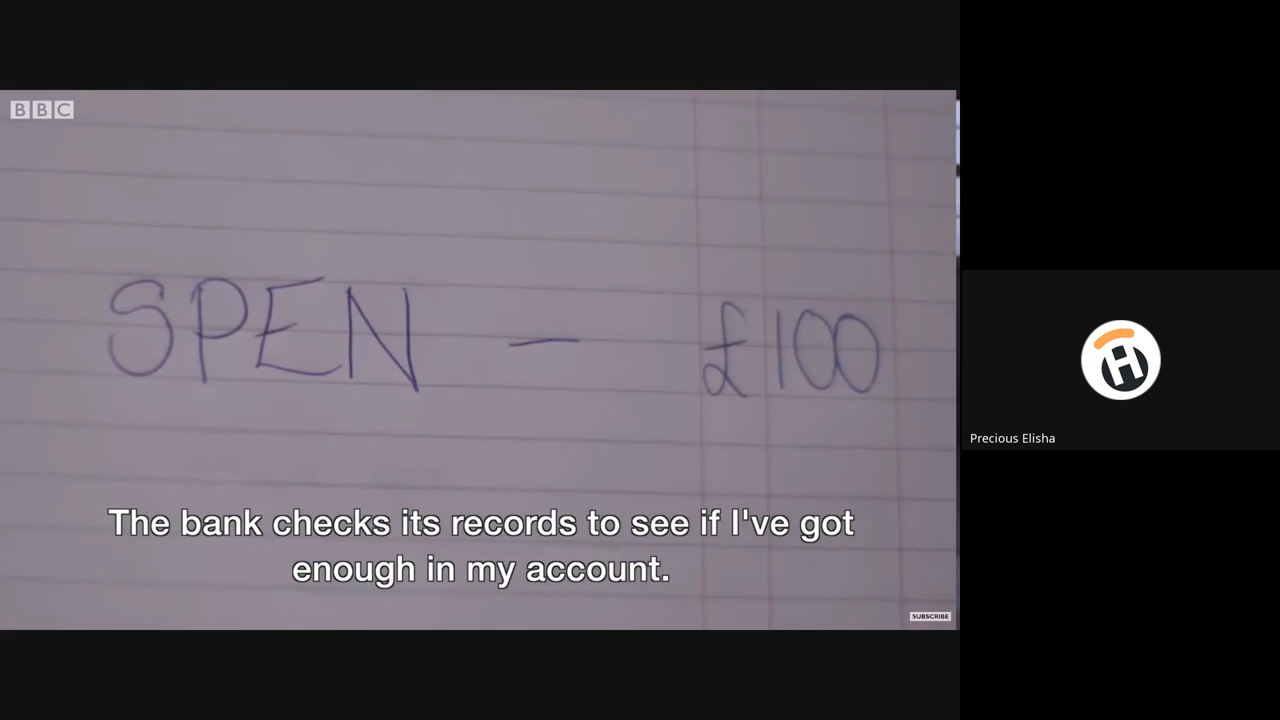 BBC
SPEN — £100
The bank checks its records to see if I've got
enough in my account.
SUBSCRIBE
H
Precious Elisha